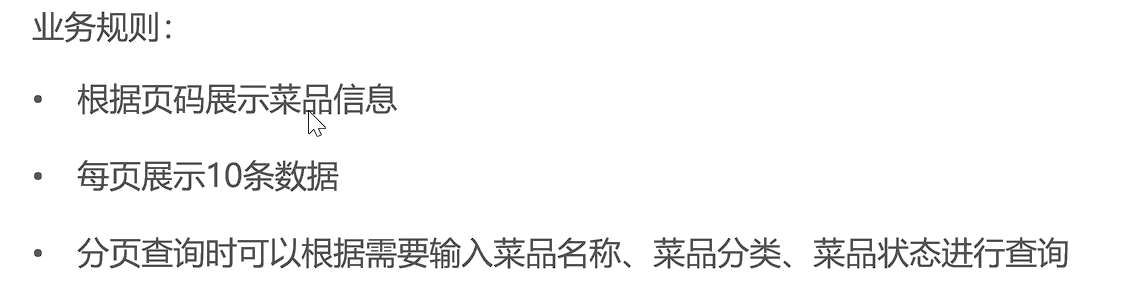 业务规则：
• 根据页码展示菜品信息
• 每页展示10条数据
• 分页查询时可以根据需要输入菜品名称、菜品分类、菜品状态进行查询